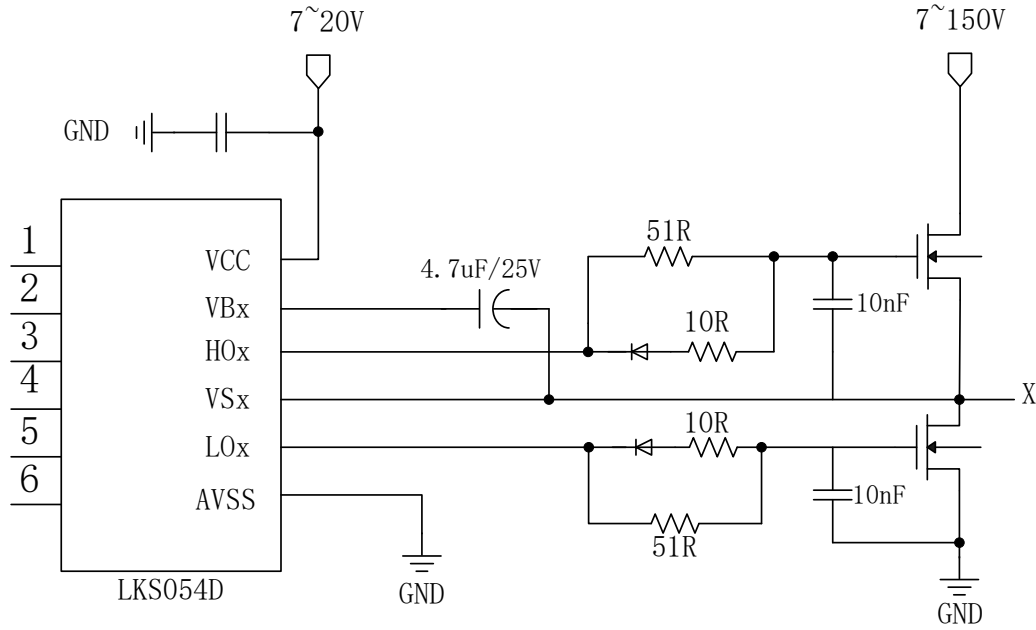 7~20V
7~150V
GND
1
2
3
4
5
6
VCC
VBx
HOx
VSx
LOx
AVSS
LKS054D
GND
4.7uF/25V
51R
10R
10nF
X
10R
51R
10nF
GND